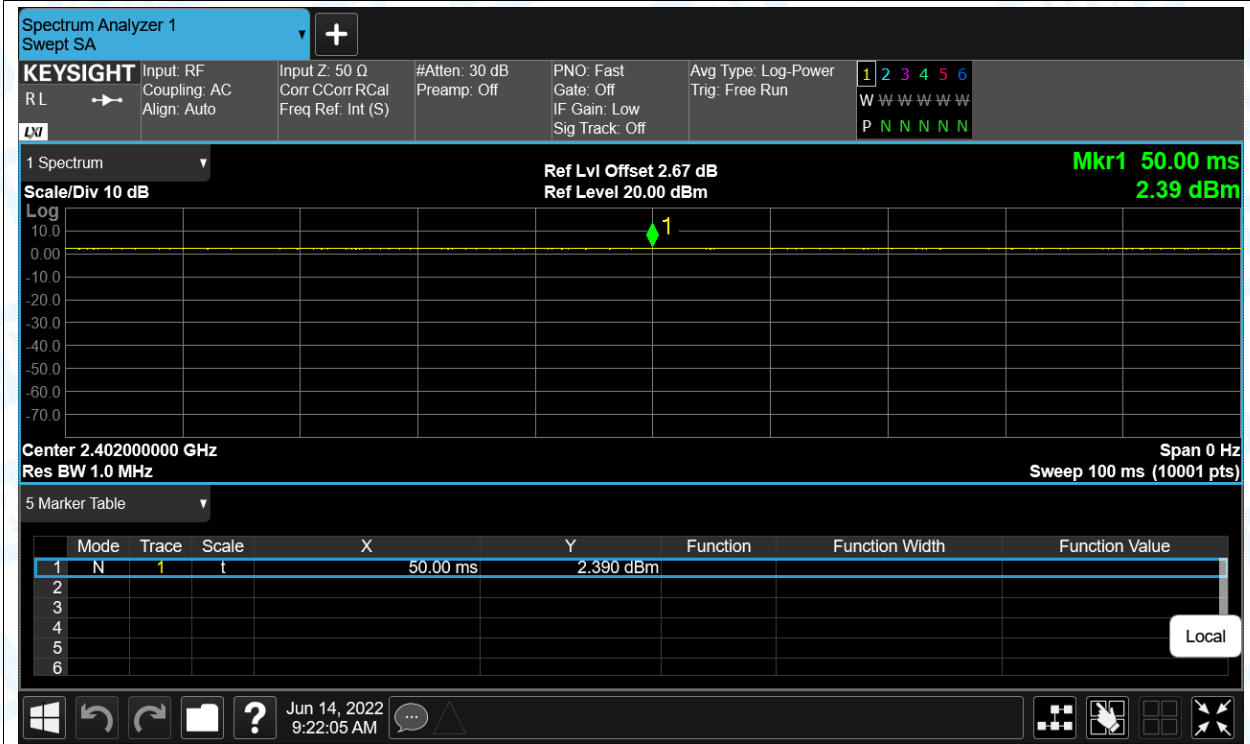 Spectrum Analyzer 1
Swept SA
KEYSIGHT
R L
LXI
Input: RF
Coupling: AC
Align: Auto
Input Z: 50 Ω
Corr CCorr RCal
Freq Ref: Int (S)
#Atten: 30 dB
Preamp: Off
PNO: Fast
Gate: Off
IF Gain: Low
Sig Track: Off
Avg Type: Log-Power
Trig: Free Run
1 2 3 4 5 6
W W W W W W
P N N N N N
1 Spectrum
Scale/Div 10 dB
Ref Lvl Offset 2.67 dB
Ref Level 20.00 dBm
Mkr1 50.00 ms
2.39 dBm
Log
10.0
0.00
-10.0
-20.0
-30.0
-40.0
-50.0
-60.0
-70.0
1
Center 2.402000000 GHz
Res BW 1.0 MHz
Span 0 Hz
Sweep 100 ms (10001 pts)
5 Marker Table
Mode Trace Scale X Y Function Function Width Function Value
1 N 1 t 50.00 ms 2.390 dBm
2
3
4
5
6
Local
?
Jun 14, 2022
9:22:05 AM